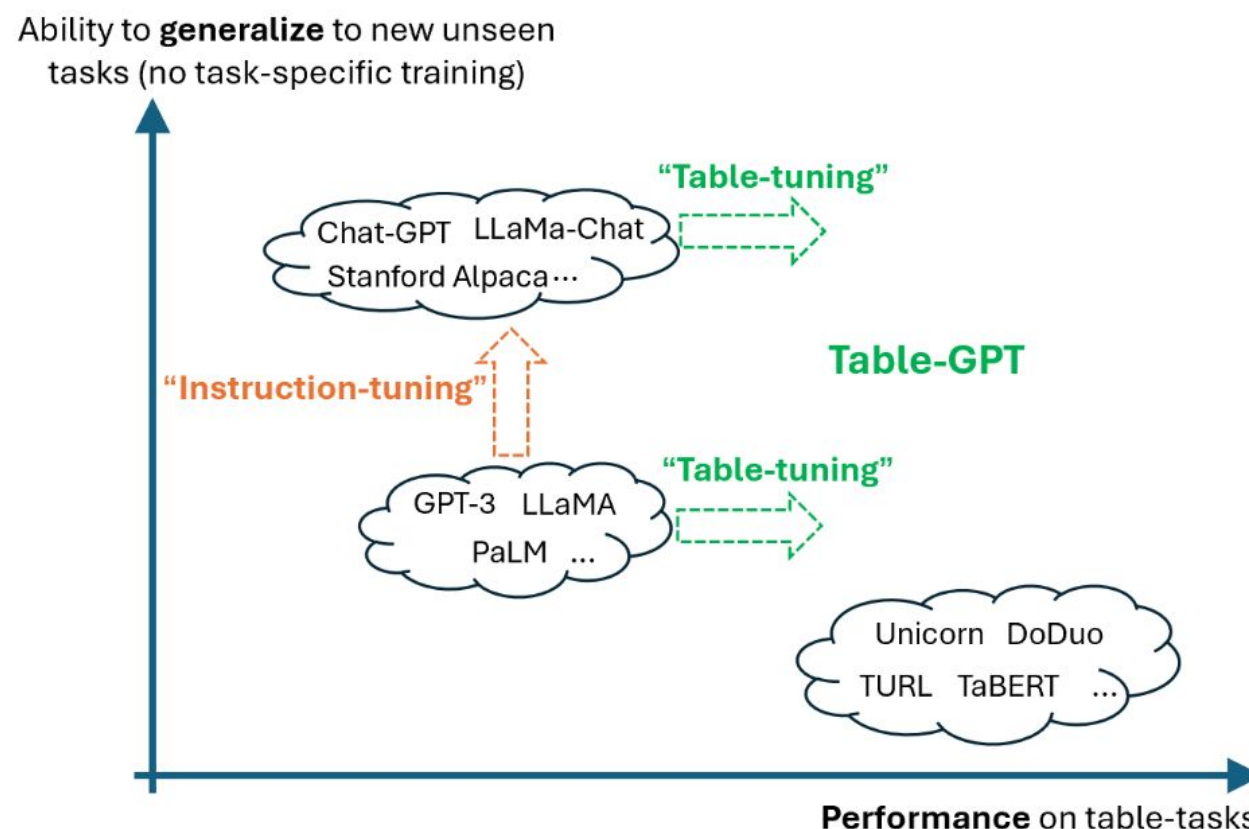 Ability to generalize to new unseen
tasks (no task-specific training)
“Table-tuning”
Chat-GPT LLaMa-Chat
Stanford Alpaca ...
Table-GPT
“Instruction-tuning”
“Table-tuning”
GPT-3 LLaMA
PaLM ...
Unicorn DoDuo
TURL TaBERT ...
Performance on table-tasks